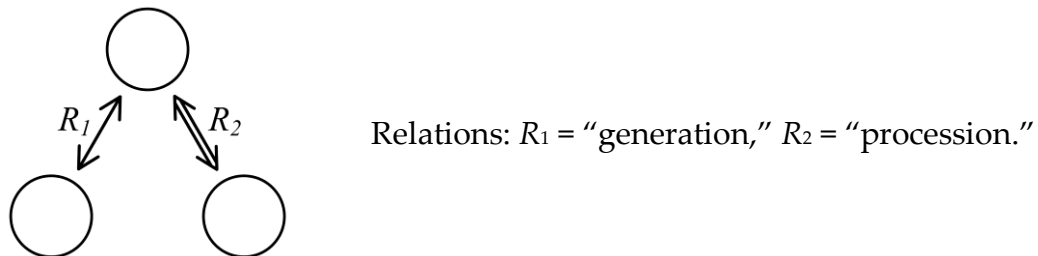 R1 R2
Relations: R1 = “generation,” R2 = “procession.”